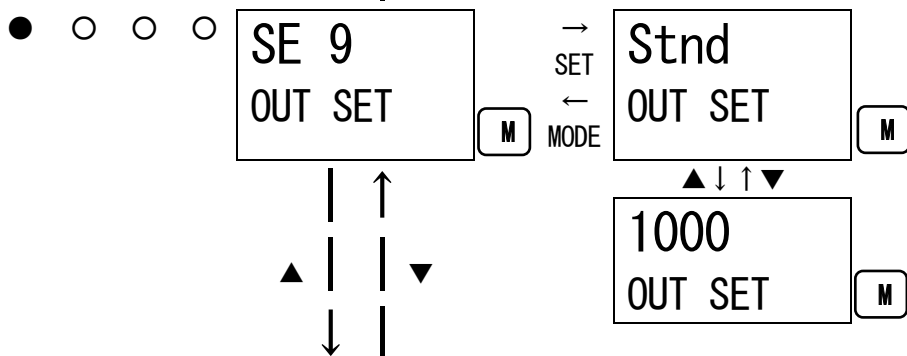 ● ○ ○ ○
SE 9
OUT SET
M
→
SET
←
MODE
Stnd
OUT SET
M
▲↓↑▼
1000
OUT SET
M
▲ ↓ ↑ ▼